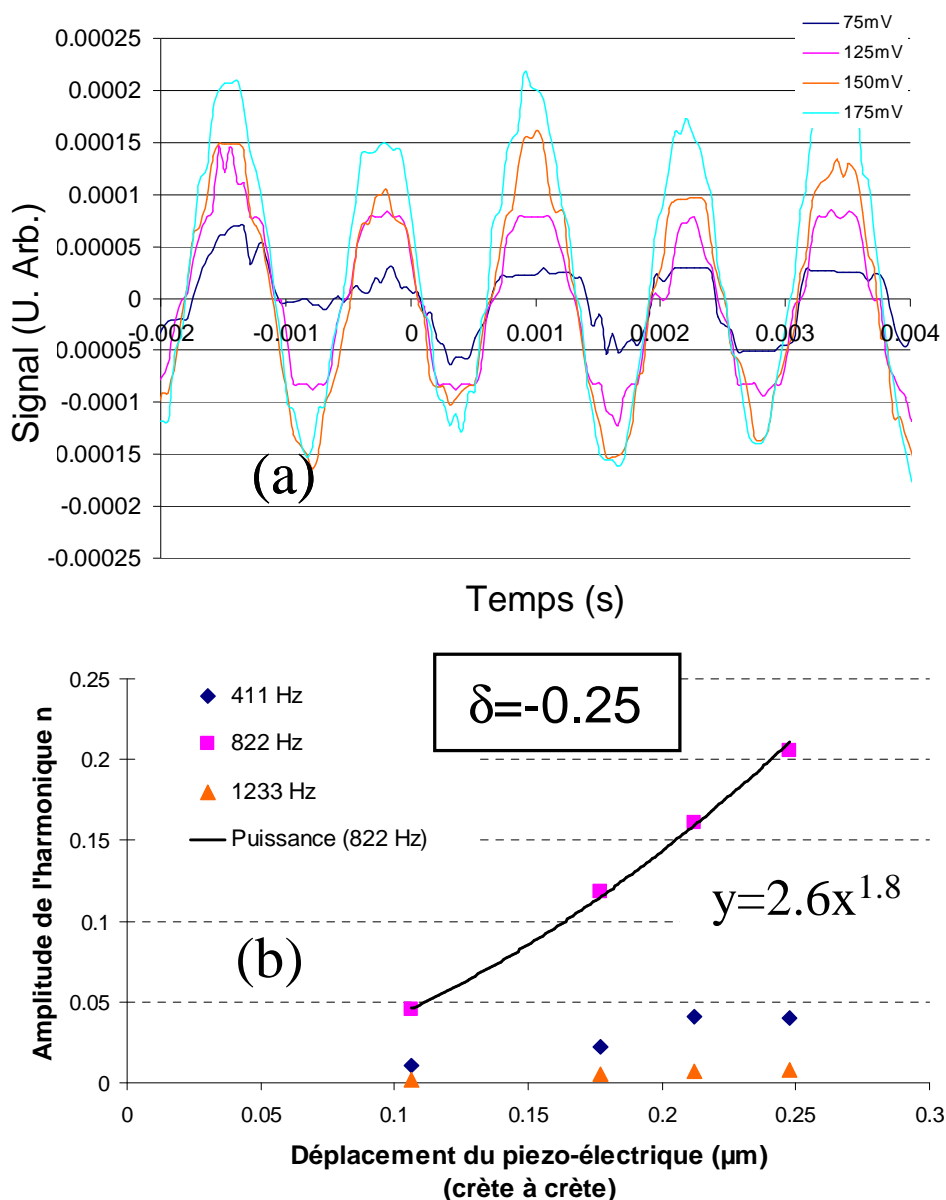 75mV
125mV
150mV
175mV
0.00025
0.0002
0.00015
0.0001
0.00005
0
0.00005
-0.0001
0.00015
-0.0002
-0.00025
-0.002
-0.001
0
0.001
0.002
0.003
0.004
Signal (U. Arb.)
(a)
Temps (s)
δ=-0.25
411 Hz
822 Hz
1233 Hz
Puissance (822 Hz)
y=2.6x^1.8
(b)
0.25
0.2
0.15
0.1
0.05
0
0
0.05
0.1
0.15
0.2
0.25
0.3
Amplitude de l'harmonique n
Déplacement du piezo-électrique (µm)
(crète à crète)